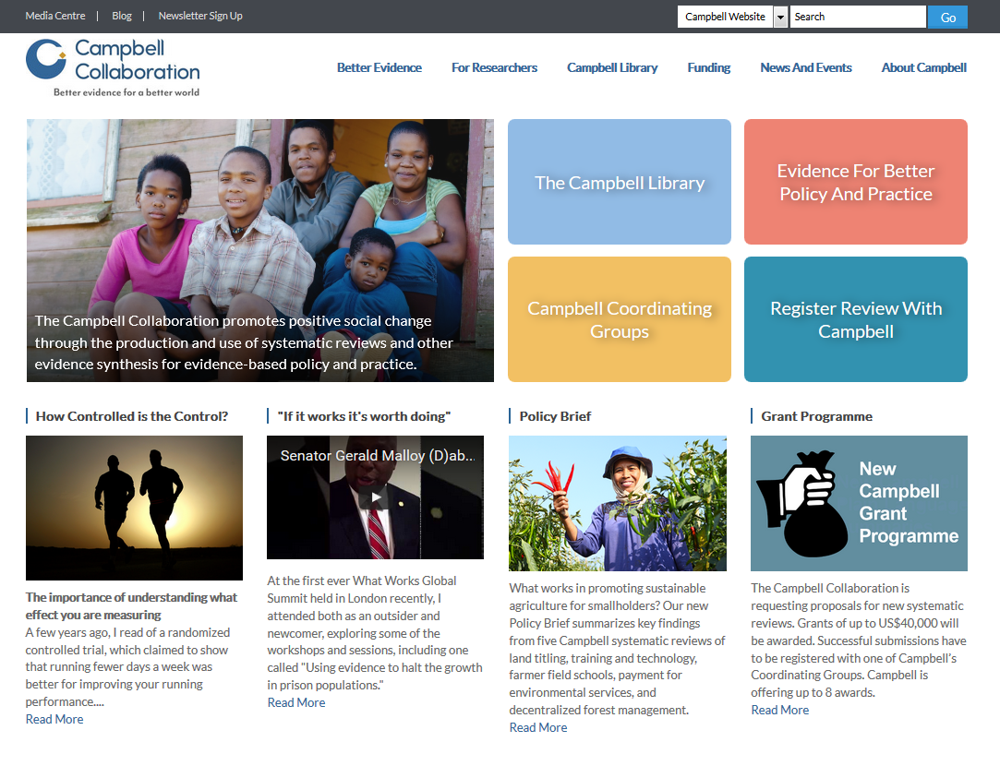 Media Centre | Blog | Newsletter Sign Up
Campbell Website
Search
Go
Campbell
Collaboration
Better evidence for a better world
Better Evidence
For Researchers
Campbell Library
Funding
News And Events
About Campbell
The Campbell Collaboration promotes positive social change
through the production and use of systematic reviews and other
evidence synthesis for evidence-based policy and practice.
The Campbell Library
Evidence For Better
Policy And Practice
Campbell Coordinating
Groups
Register Review With
Campbell
How Controlled is the Control?
The importance of understanding what
effect you are measuring
A few years ago, I read of a randomized
controlled trial, which claimed to show
that running fewer days a week was
better for improving your running
performance....
Read More
"If it works it's worth doing"
Senator Gerald Malloy (D)ab...
At the first ever What Works Global
Summit held in London recently, I
attended both as an outsider and
newcomer, exploring some of the
workshops and sessions, including one
called "Using evidence to halt the growth
in prison populations."
Read More
Policy Brief
What works in promoting sustainable
agriculture for smallholders? Our new
Policy Brief summarizes key findings
from five Campbell systematic reviews of
land titling, training and technology,
farmer field schools, payment for
environmental services, and
decentralized forest management.
Read More
Grant Programme
New
Campbell
Grant
Programme
The Campbell Collaboration is
requesting proposals for new systematic
reviews. Grants of up to US$40,000 will
be awarded. Successful submissions have
to be registered with one of Campbell's
Coordinating Groups. Campbell is
offering up to 8 awards.
Read More